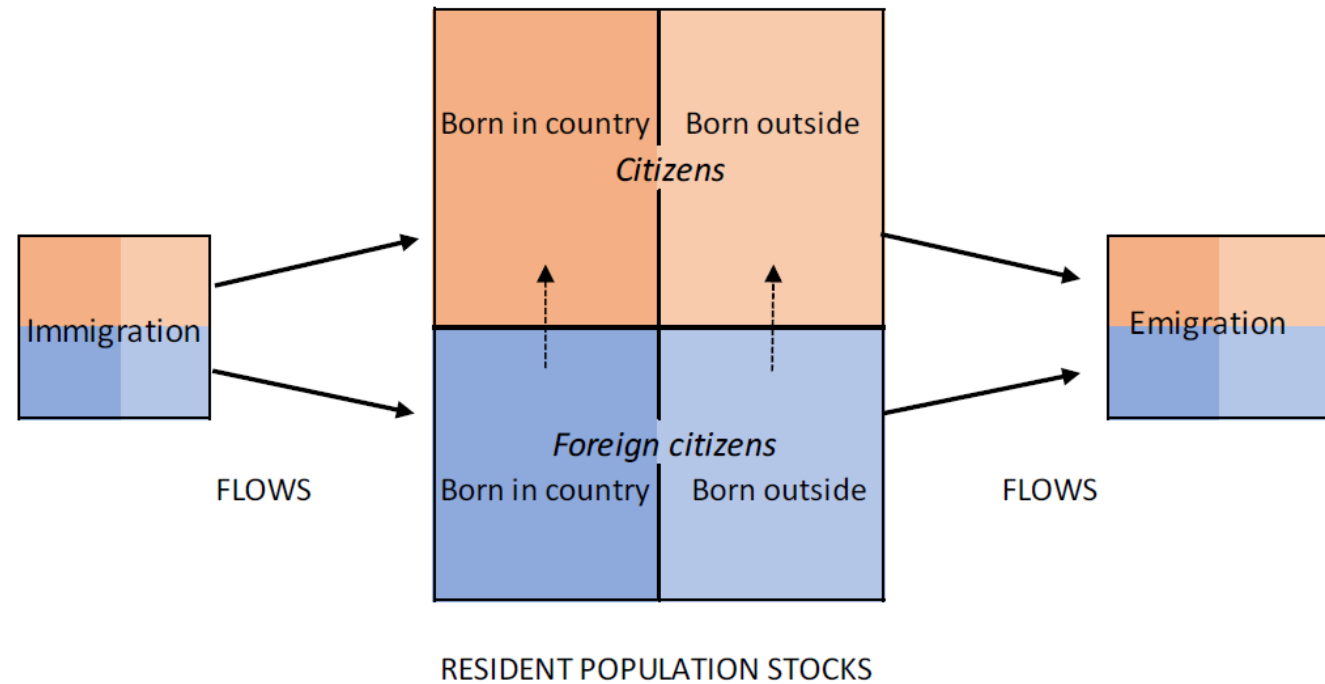 Born in country
Born outside
Citizens
Immigration
Emigration
Foreign citizens
FLOWS
Born in country
Born outside
FLOWS
RESIDENT POPULATION STOCKS